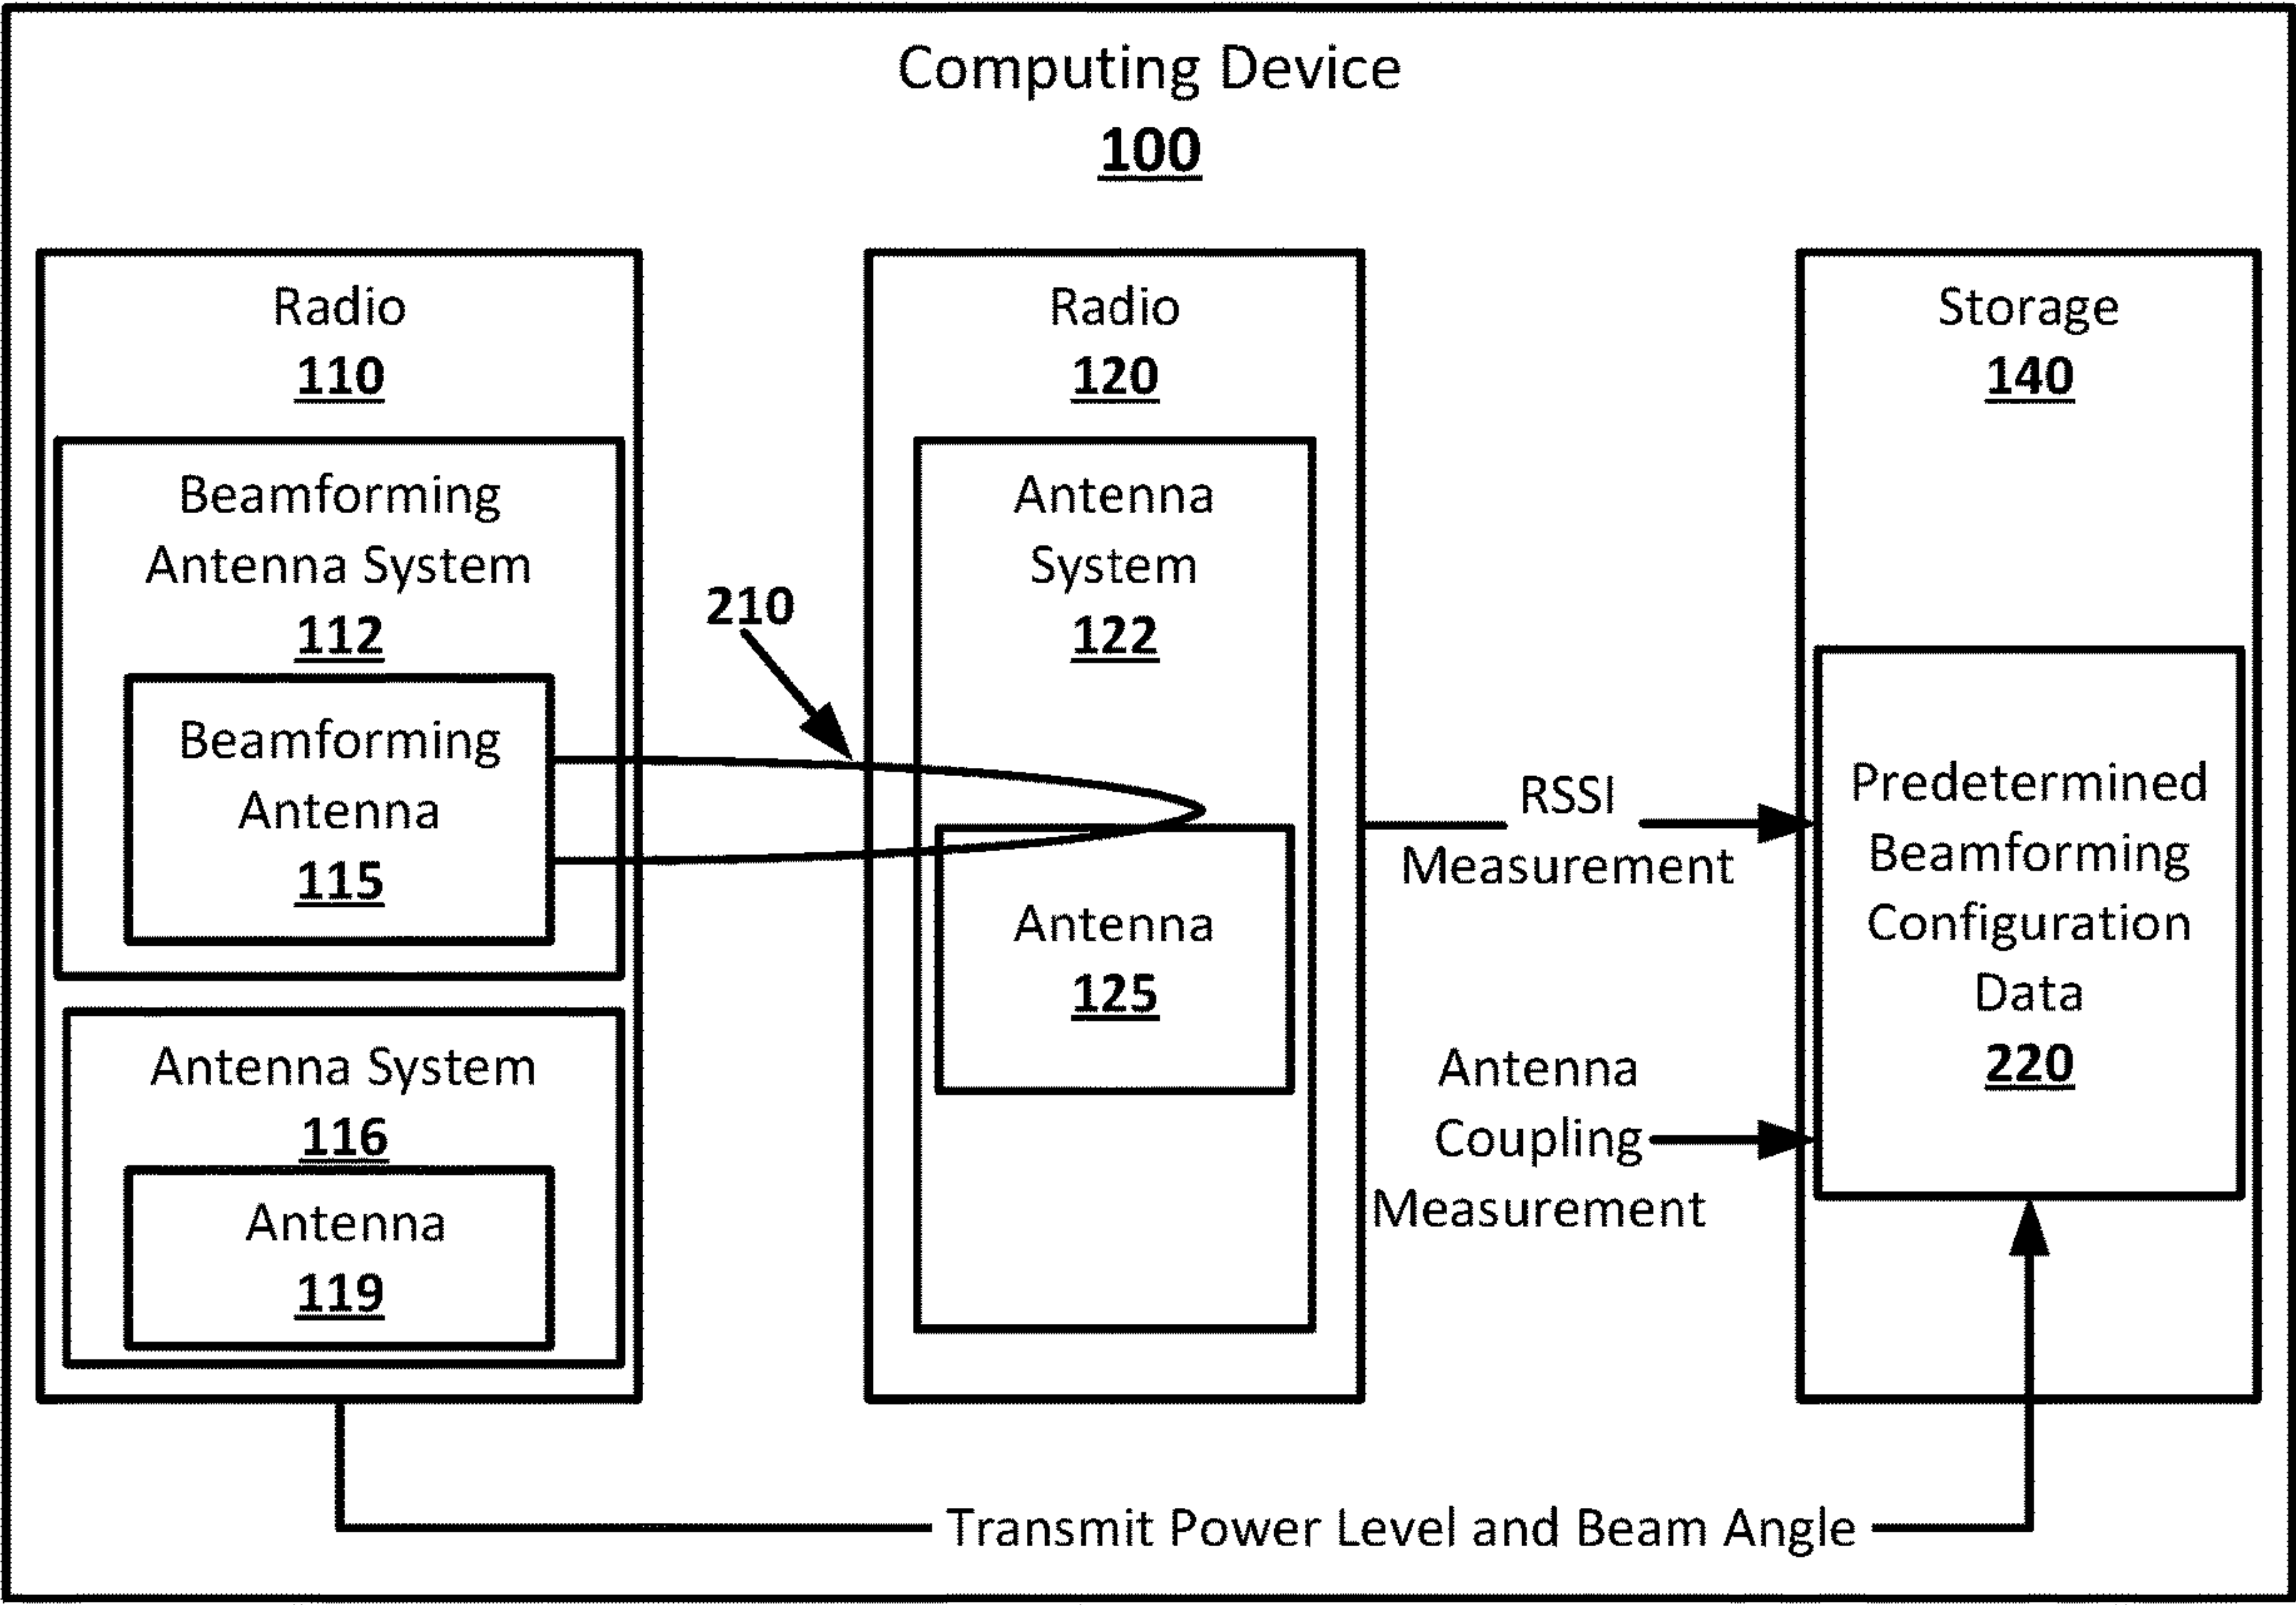 Computing Device
100
Radio
110
Beamforming
Antenna System
112
Beamforming
Antenna
115
Antenna System
116
Antenna
119
210
Radio
120
Antenna
System
122
Antenna
125
RSSI
Measurement
Antenna
Coupling
Measurement
Storage
140
Predetermined
Beamforming
Configuration
Data
220
Transmit Power Level and Beam Angle